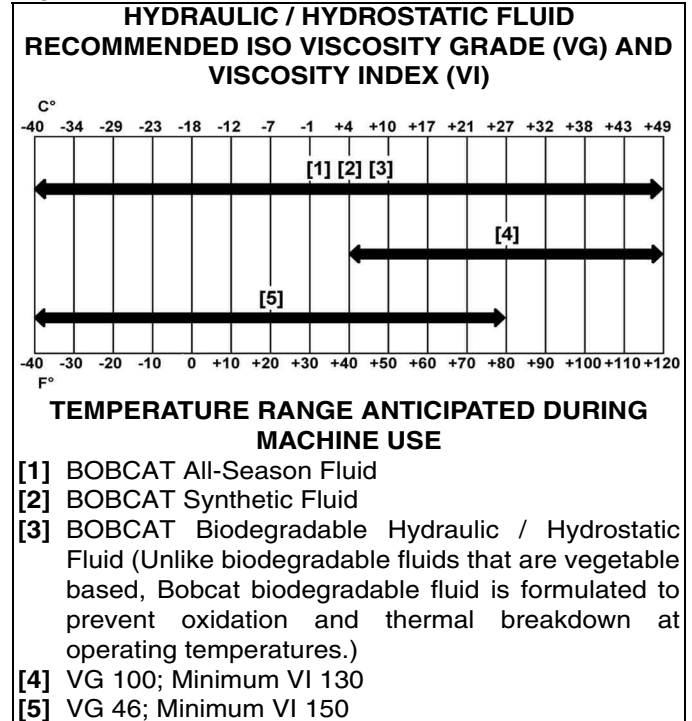 HYDRAULIC / HYDROSTATIC FLUID
RECOMMENDED ISO VISCOSITY GRADE (VG) AND
VISCOSITY INDEX (VI)
C°
-40 -34 -29 -23 -18 -12 -7 -1 +4 +10 +17 +21 +27 +32 +38 +43 +49
[1] [2] [3]
[4]
[5]
-40 -30 -20 -10 0 +10 +20 +30 +40 +50 +60 +70 +80 +90 +100 +110 +120
F°
TEMPERATURE RANGE ANTICIPATED DURING
MACHINE USE
[1] BOBCAT All-Season Fluid
[2] BOBCAT Synthetic Fluid
[3] BOBCAT Biodegradable Hydraulic / Hydrostatic
Fluid (Unlike biodegradable fluids that are vegetable
based, Bobcat biodegradable fluid is formulated to
prevent oxidation and thermal breakdown at
operating temperatures.)
[4] VG 100; Minimum VI 130
[5] VG 46; Minimum VI 150